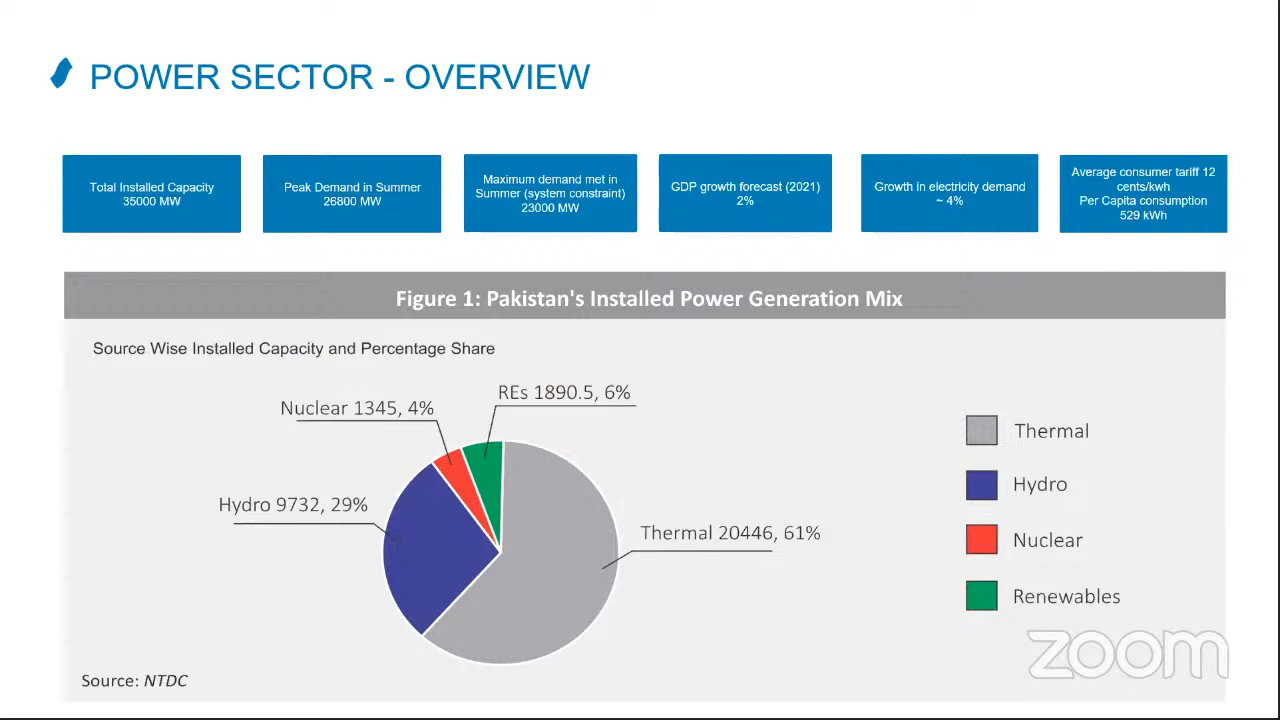 POWER SECTOR - OVERVIEW
Total Installed Capacity
35000 MW
Peak Demand in Summer
26800 MW
Maximum demand met in
Summer (system constraint)
23000 MW
GDP growth forecast (2021)
2%
Growth in electricity demand
~ 4%
Average consumer tariff 12
cents/kwh
Per Capita consumption
529 kWh
Figure 1: Pakistan's Installed Power Generation Mix
Source Wise Installed Capacity and Percentage Share
REs 1890.5, 6%
Nuclear 1345, 4%
Hydro 9732, 29%
Thermal 20446, 61%
Thermal
Hydro
Nuclear
Renewables
zoom
Source: NTDC